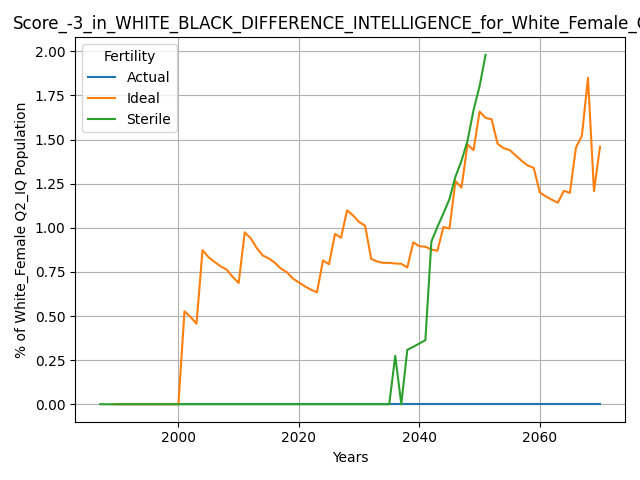 Score_-3_in_WHITE_BLACK_DIFFERENCE_INTELLIGENCE_for_White_Female_
Fertility
Actual
Ideal
Sterile
% of White_Female Q2_IQ Population
2.00
1.75
1.50
1.25
1.00
0.75
0.50
0.25
0.00
2000
2020
2040
2060
Years